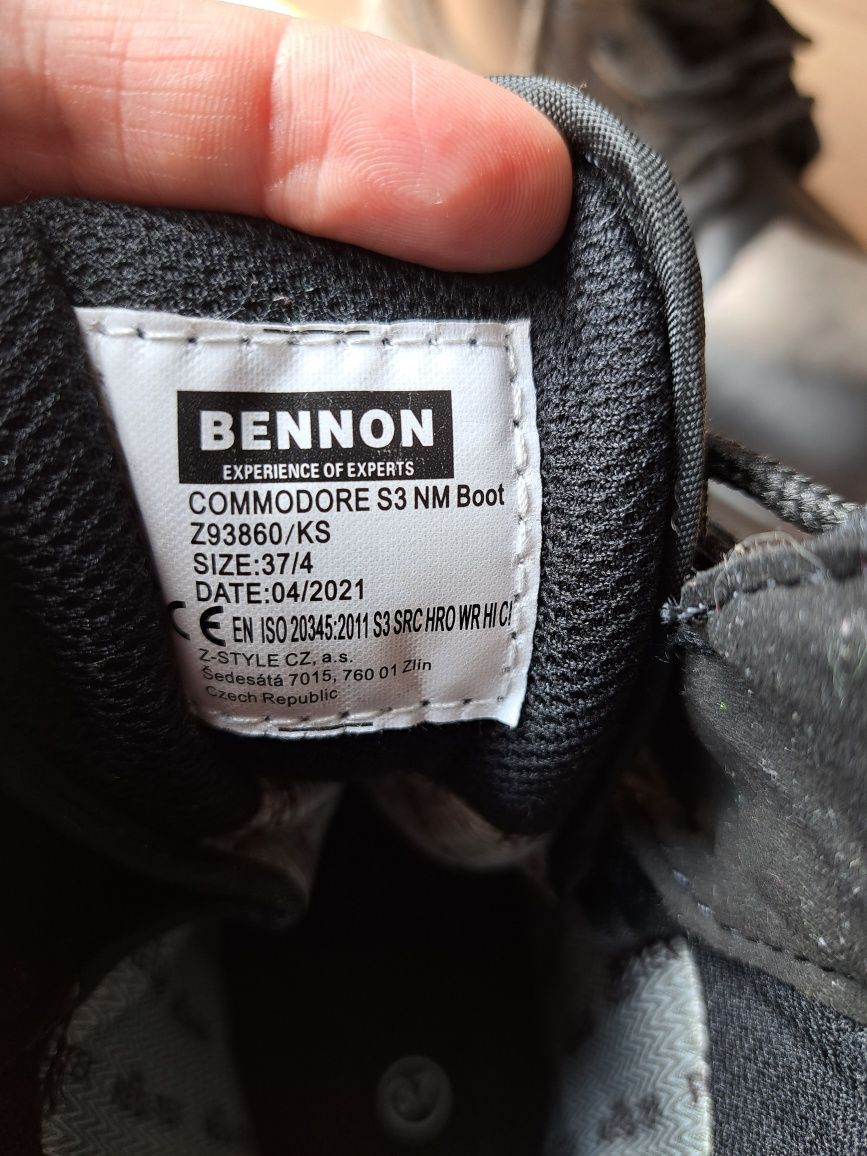 BENNON
EXPERIENCE OF EXPERTS
COMMODORE S3 NM Boot
Z93860/KS
SIZE:37/4
DATE:04/2021
CE EN ISO 20345:2011 S3 SRC HRO WR HI
Z-STYLE CZ, a.s.
Šedesátá 7015, 760 01 Zlín
Czech Republic